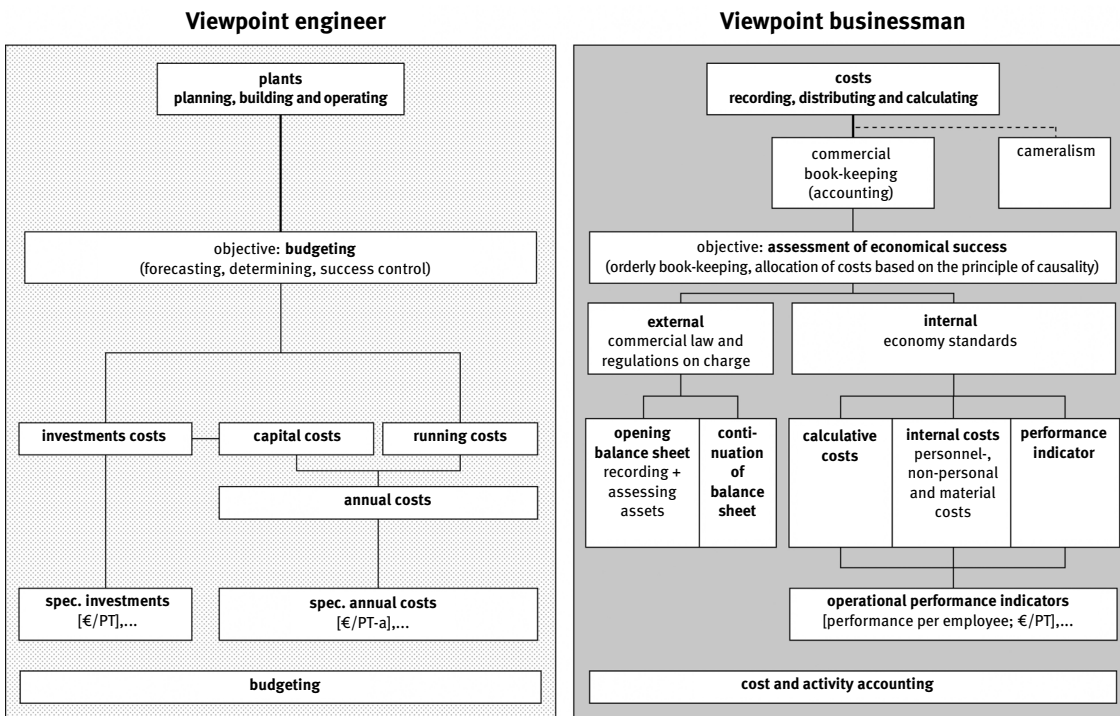 Viewpoint engineer
plants
planning, building and operating
objective: budgeting
(forecasting, determining, success control)
investments costs
capital costs
running costs
annual costs
spec. investments
[€/PT],...
spec. annual costs
[€/PT-a],...
budgeting
Viewpoint businessman
costs
recording, distributing and calculating
commercial
book-keeping
(accounting)
cameralism
objective: assessment of economical success
(orderly book-keeping, allocation of costs based on the principle of causality)
external
commercial law and
regulations on charge
internal
economy standards
opening
balance sheet
recording +
assessing
assets
conti-
nuation of
balance
sheet
calculative
costs
internal costs
personnel-,
non-personal
and material
costs
performance
indicator
operational performance indicators
[performance per employee; €/PT],...
cost and activity accounting